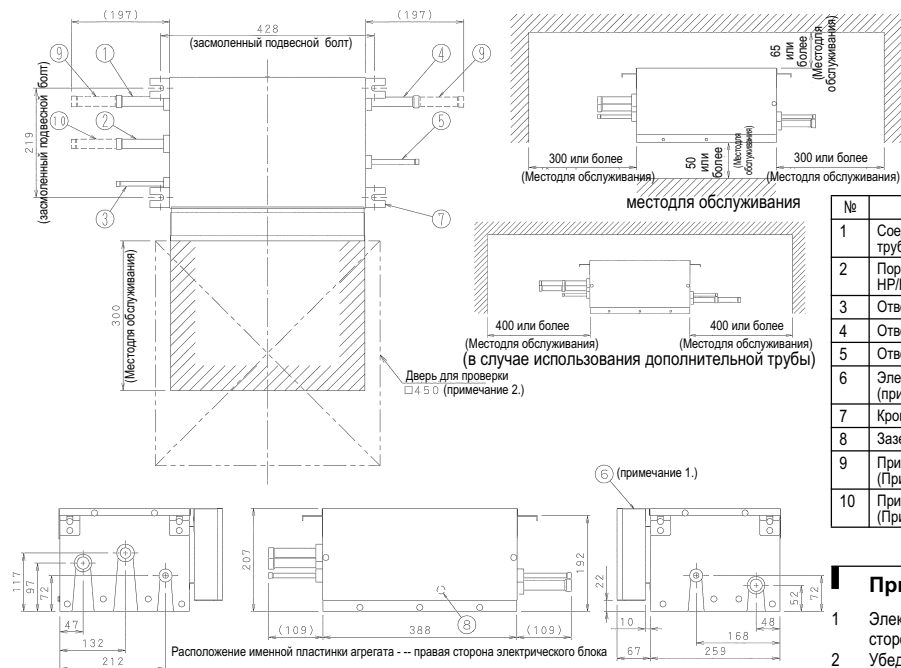 (197)
428
(засмоленный подвесной болт)
(197)
9
1
4
9
10
2
5
219
(засмоленный подвесной болт)
3
7
300
(Местодля обслуживания)
Дверь для проверки
□450 (примечание 2.)
65
или
более
(Местодля
обслуживания)
300 или более
(Местодля обслуживания)
50
или
более
(Местодля
обслуживания)
300 или более
(Местодля обслуживания)
местодля обслуживания
400 или более
(Местодля обслуживания)
400 или более
(Местодля обслуживания)
(в случае использования дополнительной трубы)
№
1
2
3
4
5
6
7
8
9
10
6 (примечание 1.)
117
97
72
47
132
212
207
192
(109)
388
(109)
8
Расположение именной пластинки агрегата - -- правая сторона электрического блока
22
10
67
259
168
48
52
72
1
2